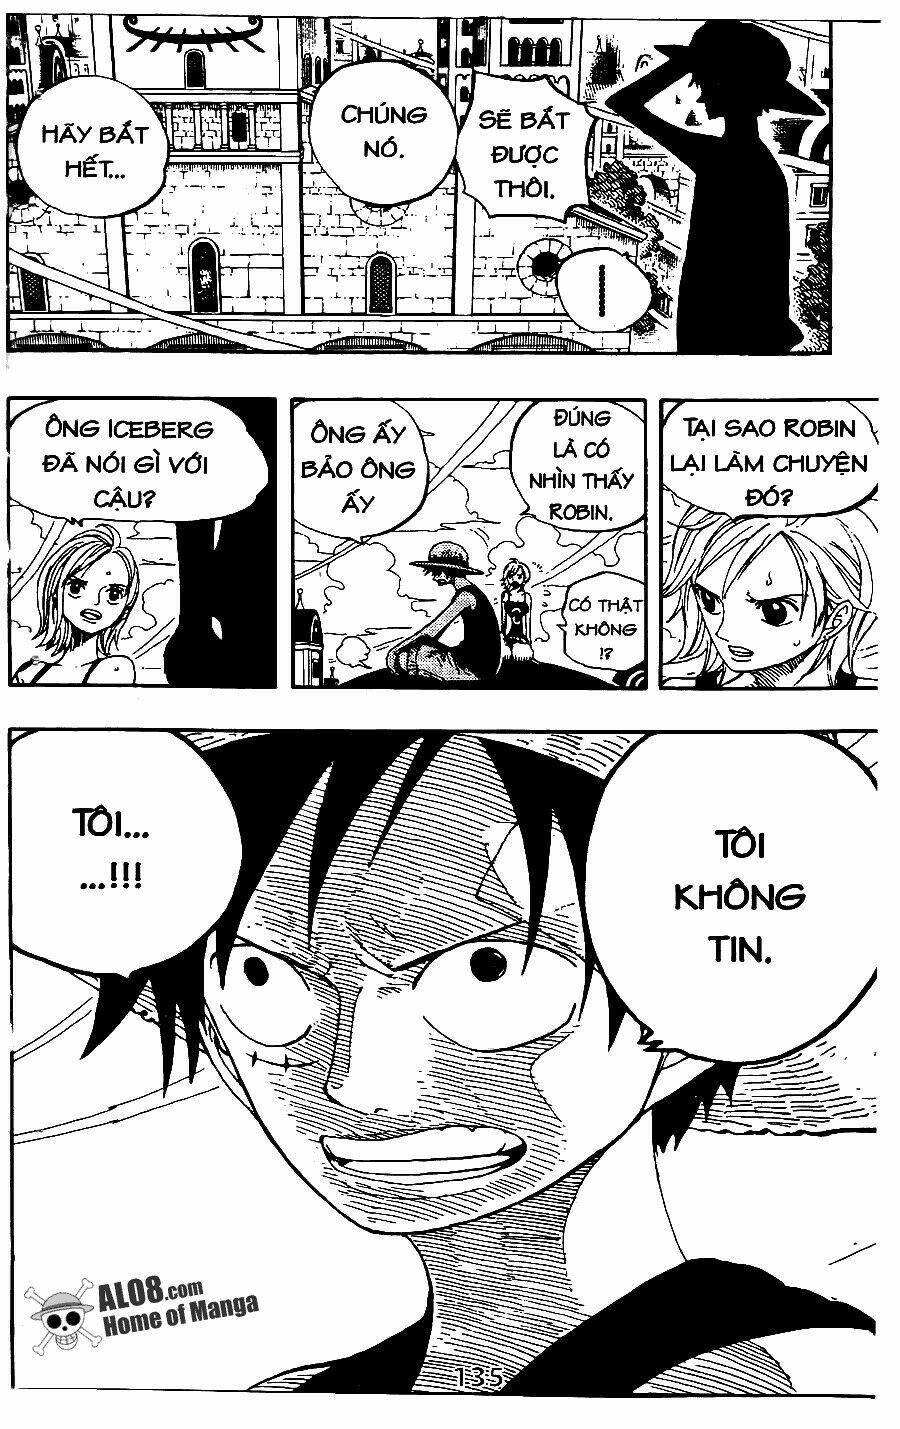 HÃY BẮT
HẾT...
CHÚNG
NÓ.
SẼ BẮT
ĐƯỢC
THÔI.
ÔNG ICEBERG
ĐÃ NÓI GÌ VỚI
CẬU?
ÔNG ẤY
BẢO ÔNG
ẤY
ĐÚNG
LÀ CÓ
NHÌN THẤY
ROBIN.
CÓ THẬT
KHÔNG
!?
TẠI SAO ROBIN
LẠI LÀM CHUYỆN
ĐÓ?
TÔI...
...!!!
TÔI
KHÔNG
TIN.
ALO8.com
Home of Manga
135